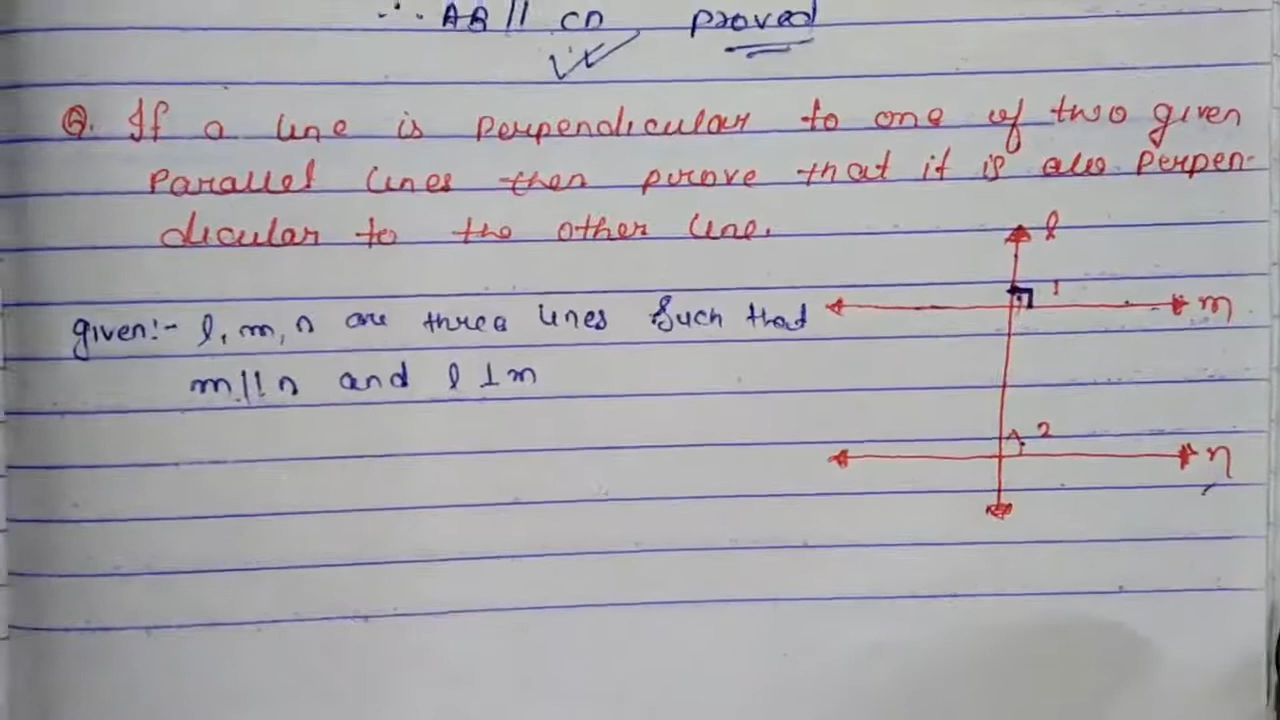 ∴ AB || CD proved
Q. If a line is perpendicular to one of two given
parallel lines then prove that it is also perpen-
dicular to the other line.
l
1
m
given:- l, m, n are three lines such that
m || n and l ⊥ m
2
n